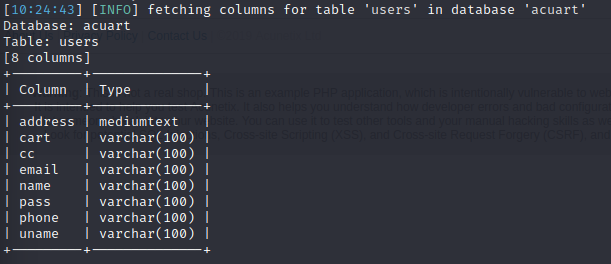 [10:24:43] [INFO] fetching columns for table 'users' in database 'acuart'
Database: acuart
Table: users
[8 columns]
+---------+--------------+
| Column | Type |
+---------+--------------+
| address | mediumtext |
| cart | varchar(100) |
| cc | varchar(100) |
| email | varchar(100) |
| name | varchar(100) |
| pass | varchar(100) |
| phone | varchar(100) |
| uname | varchar(100) |
+---------+--------------+